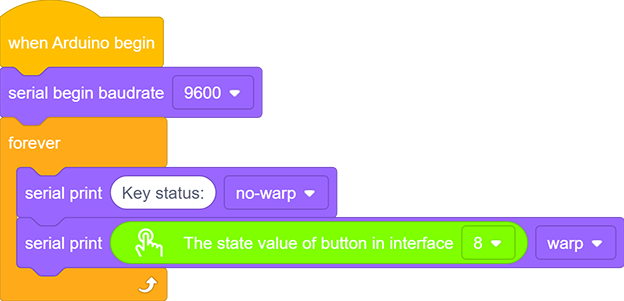 when Arduino begin
serial begin baudrate 9600
forever
serial print Key status: no-warp
serial print The state value of button in interface 8 warp